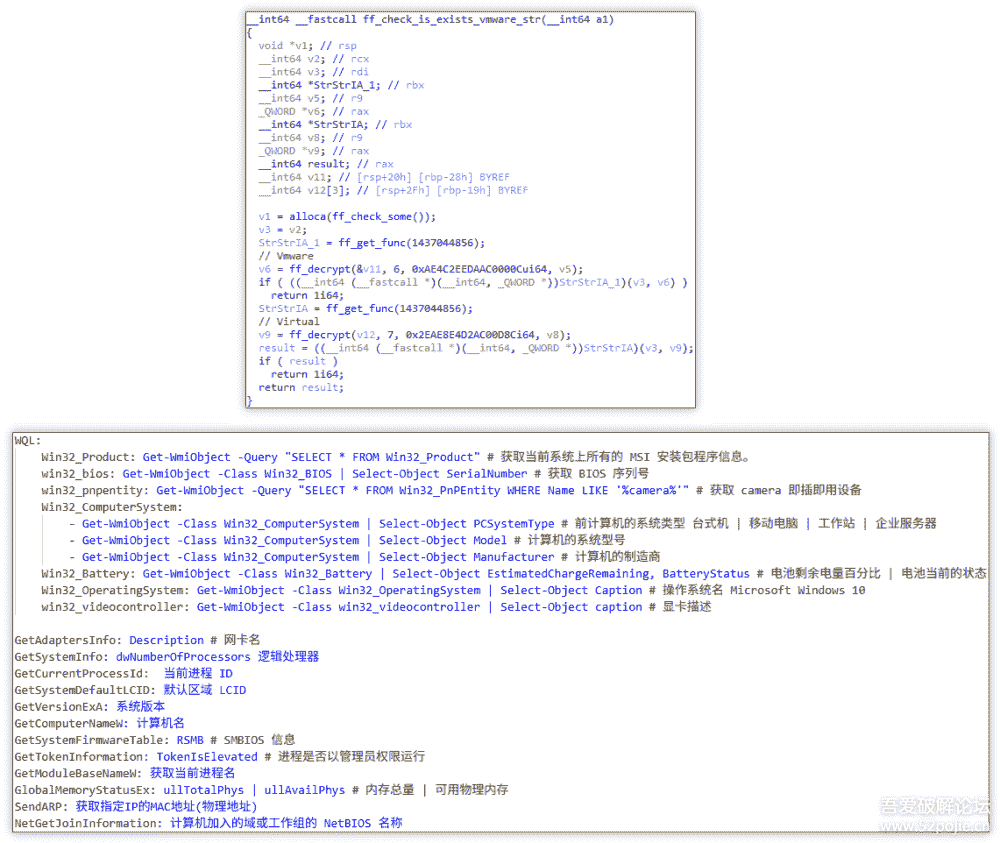 __int64 __fastcall ff_check_is_exists_vmware_str(__int64 a1)
{
void *v1; // rsp
__int64 v2; // rcx
__int64 v3; // rdi
__int64 *StrStrIA_1; // rbx
__int64 v5; // r9
_QWORD *v6; // rax
__int64 *StrStrIA; // rbx
__int64 v8; // r9
_QWORD *v9; // rax
__int64 result; // rax
__int64 v11; // [rsp+20h] [rbp-28h] BYREF
__int64 v12[3]; // [rsp+2Fh] [rbp-19h] BYREF
v1 = alloca(ff_check_some());
v3 = v2;
StrStrIA_1 = ff_get_func(1437044856);
// Vmware
v6 = ff_decrypt(&v11, 6, 0xAE4C2EEDAAC0000Cui64, v5);
if ( ((__int64 (__fastcall *)(__int64, _QWORD *))StrStrIA_1)(v3, v6) )
return 1i64;
StrStrIA = ff_get_func(1437044856);
// Virtual
v9 = ff_decrypt(v12, 7, 0x2EAE8E4D2AC00D8Ci64, v8);
result = ((__int64 (__fastcall *)(__int64, _QWORD *))StrStrIA)(v3, v9);
if ( result )
return 1i64;
return result;
}
WQL:
Win32_Product: Get-WmiObject -Query "SELECT * FROM Win32_Product" # 获取当前系统上所有的 MSI 安装包程序信息。
win32_bios: Get-WmiObject -Class Win32_BIOS | Select-Object SerialNumber # 获取 BIOS 序列号
win32_pnpentity: Get-WmiObject -Query "SELECT * FROM Win32_PnPEntity WHERE Name LIKE '%camera%'" # 获取 camera 即插即用设备
Win32_ComputerSystem:
- Get-WmiObject -Class Win32_ComputerSystem | Select-Object PCSystemType # 前计算机的系统类型 台式机 | 移动电脑 | 工作站 | 企业服务器
- Get-WmiObject -Class Win32_ComputerSystem | Select-Object Model # 计算机的系统型号
- Get-WmiObject -Class Win32_ComputerSystem | Select-Object Manufacturer # 计算机的制造商
Win32_Battery: Get-WmiObject -Class Win32_Battery | Select-Object EstimatedChargeRemaining, BatteryStatus # 电池剩余电量百分比 | 电池当前的状态
Win32_OperatingSystem: Get-WmiObject -Class Win32_OperatingSystem | Select-Object Caption # 操作系统名 Microsoft Windows 10
win32_videocontroller: Get-WmiObject -Class win32_videocontroller | Select-Object caption # 显卡描述
GetAdaptersInfo: Description # 网卡名
GetSystemInfo: dwNumberOfProcessors 逻辑处理器
GetCurrentProcessId: 当前进程 ID
GetSystemDefaultLCID: 默认区域 LCID
GetVersionExA: 系统版本
GetComputerNameW: 计算机名
GetSystemFirmwareTable: RSMB # SMBIOS 信息
GetTokenInformation: TokenIsElevated # 进程是否以管理员权限运行
GetModuleBaseNameW: 获取当前进程名
GlobalMemoryStatusEx: ullTotalPhys | ullAvailPhys # 内存总量 | 可用物理内存
SendARP: 获取指定IP的MAC地址(物理地址)
NetGetJoinInformation: 计算机加入的域或工作组的 NetBIOS 名称
吾爱破解论坛
www.52pojie.cn